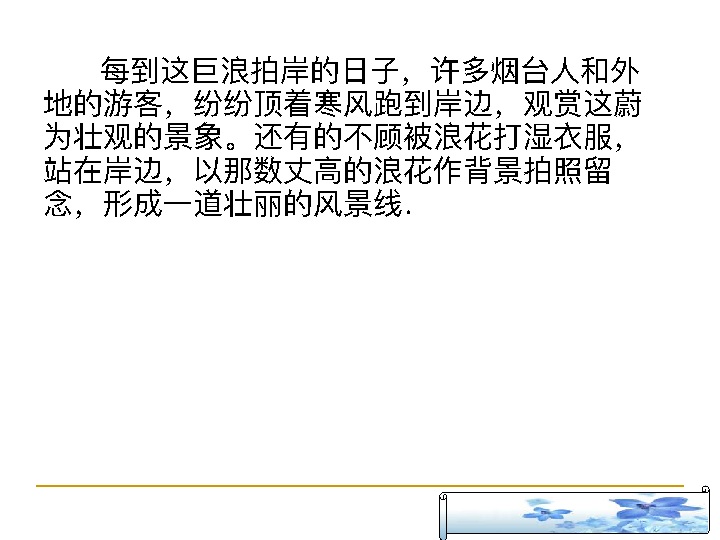 每到这巨浪拍岸的日子，许多烟台人和外
地的游客，纷纷顶着寒风跑到岸边，观赏这蔚
为壮观的景象。还有的不顾被浪花打湿衣服，
站在岸边，以那数丈高的浪花作背景拍照留
念，形成一道壮丽的风景线.